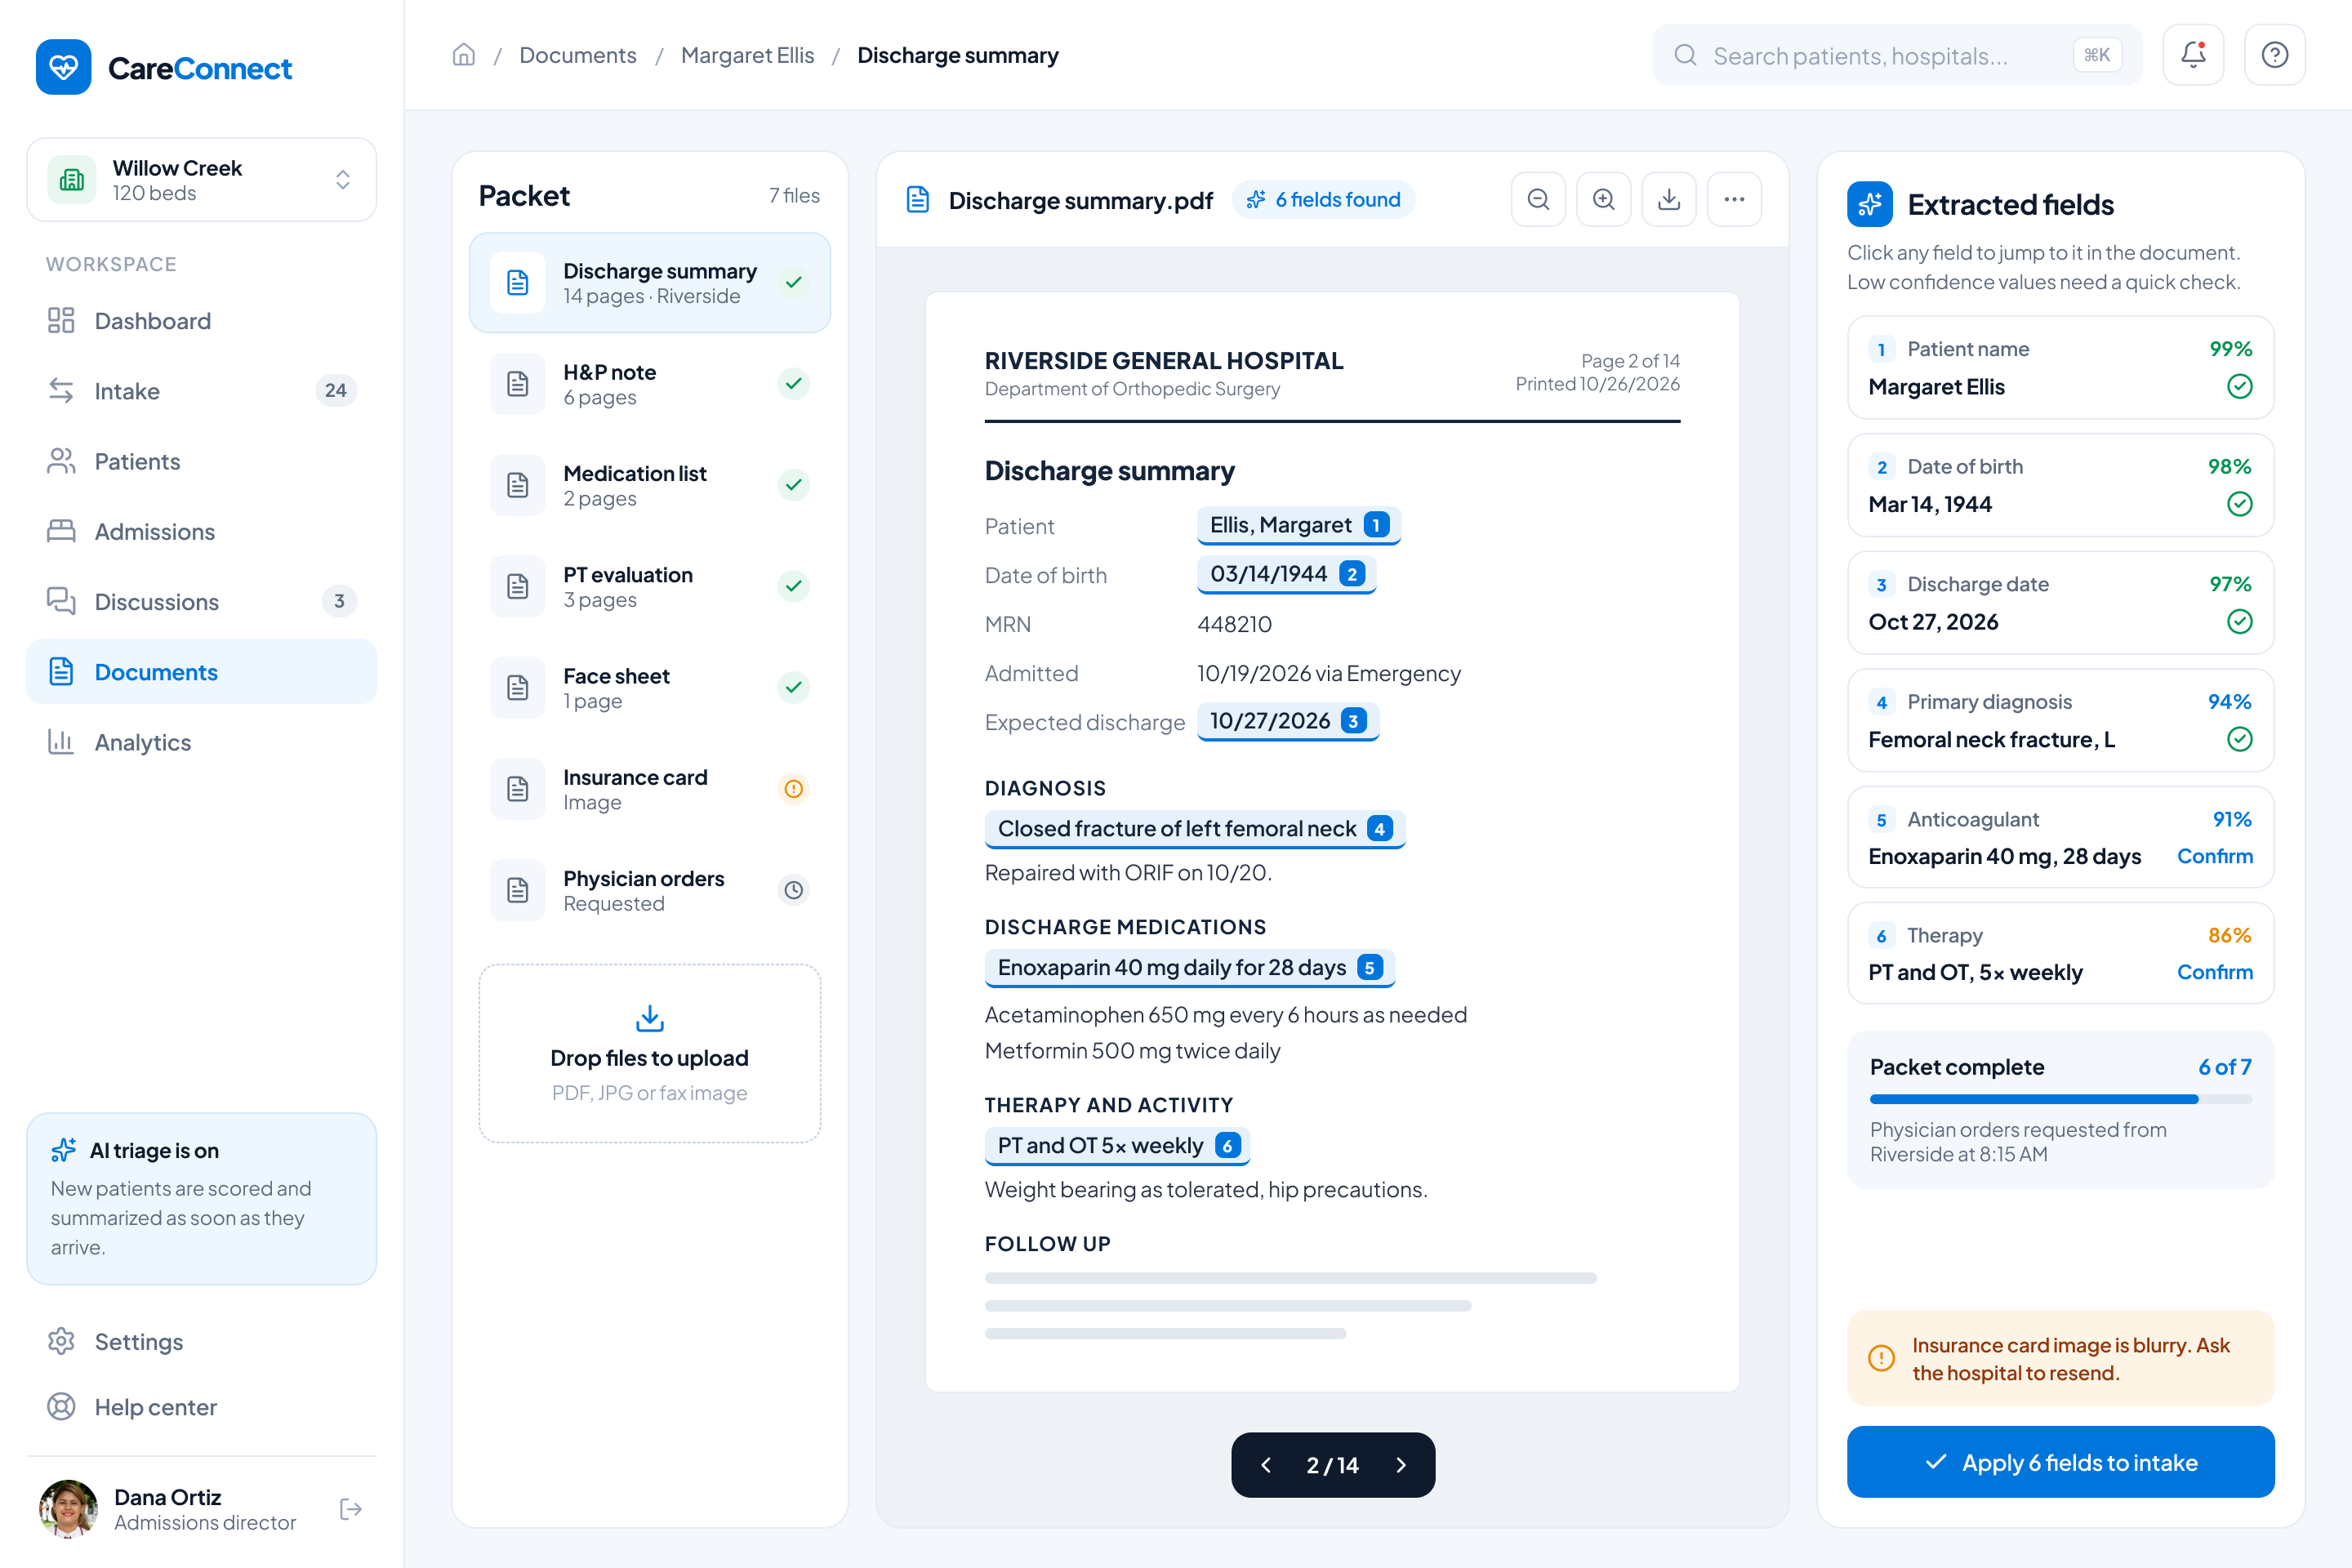 CareConnect
Willow Creek
120 beds
WORKSPACE
Dashboard
Intake 24
Patients
Admissions
Discussions 3
Documents
Analytics
AI triage is on
New patients are scored and
summarized as soon as they
arrive.
Settings
Help center
Dana Ortiz
Admissions director
/ Documents / Margaret Ellis / Discharge summary
Search patients, hospitals... ⌘K
Packet 7 files
Discharge summary
14 pages · Riverside
H&P note
6 pages
Medication list
2 pages
PT evaluation
3 pages
Face sheet
1 page
Insurance card
Image
Physician orders
Requested
Drop files to upload
PDF, JPG or fax image
Discharge summary.pdf 6 fields found
RIVERSIDE GENERAL HOSPITAL
Department of Orthopedic Surgery
Page 2 of 14
Printed 10/26/2026
Discharge summary
Patient Ellis, Margaret 1
Date of birth 03/14/1944 2
MRN 448210
Admitted 10/19/2026 via Emergency
Expected discharge 10/27/2026 3
DIAGNOSIS
Closed fracture of left femoral neck 4
Repaired with ORIF on 10/20.
DISCHARGE MEDICATIONS
Enoxaparin 40 mg daily for 28 days 5
Acetaminophen 650 mg every 6 hours as needed
Metformin 500 mg twice daily
THERAPY AND ACTIVITY
PT and OT 5× weekly 6
Weight bearing as tolerated, hip precautions.
FOLLOW UP
2 / 14
Extracted fields
Click any field to jump to it in the document.
Low confidence values need a quick check.
1 Patient name 99%
Margaret Ellis
2 Date of birth 98%
Mar 14, 1944
3 Discharge date 97%
Oct 27, 2026
4 Primary diagnosis 94%
Femoral neck fracture, L
5 Anticoagulant 91%
Enoxaparin 40 mg, 28 days Confirm
6 Therapy 86%
PT and OT, 5× weekly Confirm
Packet complete 6 of 7
Physician orders requested from
Riverside at 8:15 AM
Insurance card image is blurry. Ask
the hospital to resend.
Apply 6 fields to intake